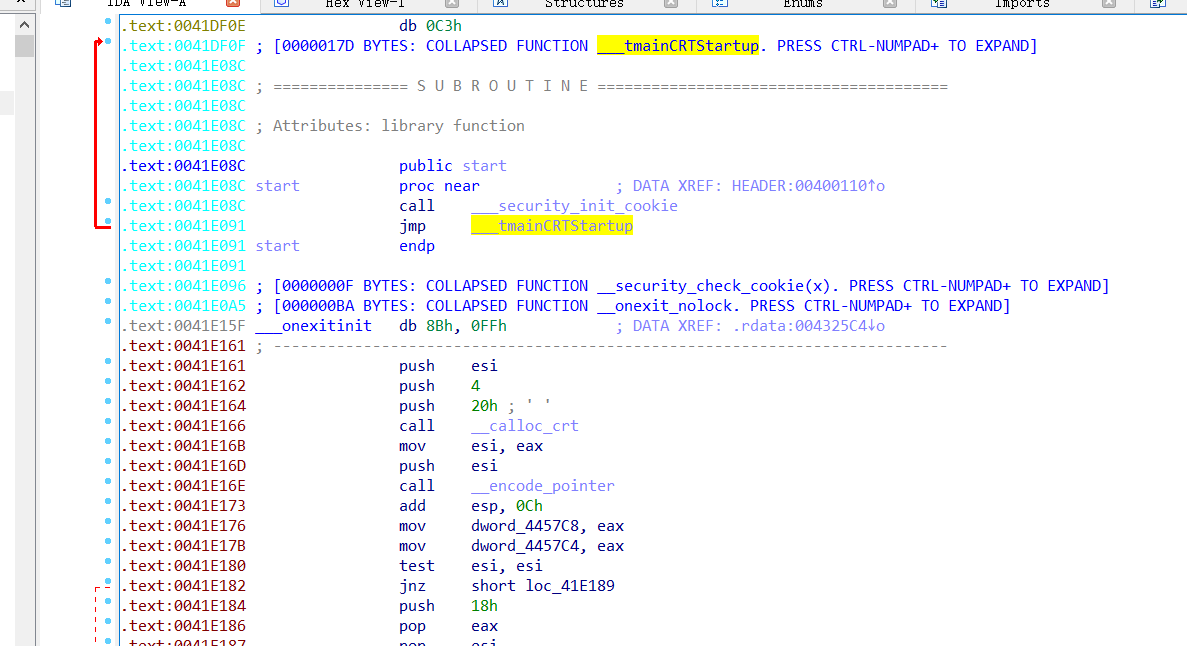 IDA View-A Hex View-1 Structures Enums Imports
.text:0041DF0E db 0C3h
.text:0041DF0F ; [0000017D BYTES: COLLAPSED FUNCTION ___tmainCRTStartup. PRESS CTRL-NUMPAD+ TO EXPAND]
.text:0041E08C
.text:0041E08C ; =============== S U B R O U T I N E =======================================
.text:0041E08C
.text:0041E08C ; Attributes: library function
.text:0041E08C
.text:0041E08C public start
.text:0041E08C start proc near ; DATA XREF: HEADER:00400110↑o
.text:0041E08C call ___security_init_cookie
.text:0041E091 jmp ___tmainCRTStartup
.text:0041E091 start endp
.text:0041E091
.text:0041E096 ; [0000000F BYTES: COLLAPSED FUNCTION __security_check_cookie(x). PRESS CTRL-NUMPAD+ TO EXPAND]
.text:0041E0A5 ; [000000BA BYTES: COLLAPSED FUNCTION __onexit_nolock. PRESS CTRL-NUMPAD+ TO EXPAND]
.text:0041E15F ___onexitinit db 8Bh, 0FFh ; DATA XREF: .rdata:004325C4↓o
.text:0041E161 ; ---------------------------------------------------------------------------
.text:0041E161 push esi
.text:0041E162 push 4
.text:0041E164 push 20h ; ' '
.text:0041E166 call __calloc_crt
.text:0041E16B mov esi, eax
.text:0041E16D push esi
.text:0041E16E call __encode_pointer
.text:0041E173 add esp, 0Ch
.text:0041E176 mov dword_4457C8, eax
.text:0041E17B mov dword_4457C4, eax
.text:0041E180 test esi, esi
.text:0041E182 jnz short loc_41E189
.text:0041E184 push 18h
.text:0041E186 pop eax
.text:0041E187 pop esi